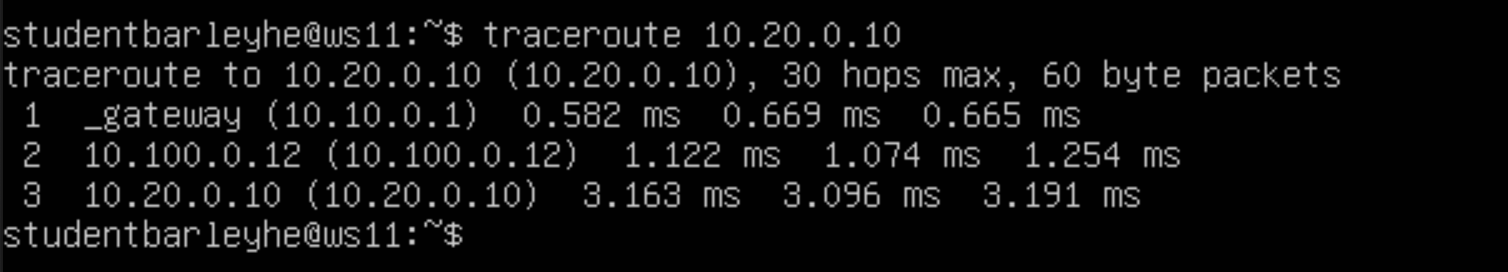 studentbarleyhe@ws11:~$ traceroute 10.20.0.10
traceroute to 10.20.0.10 (10.20.0.10), 30 hops max, 60 byte packets
 1  _gateway (10.10.0.1)  0.582 ms  0.669 ms  0.665 ms
 2  10.100.0.12 (10.100.0.12)  1.122 ms  1.074 ms  1.254 ms
 3  10.20.0.10 (10.20.0.10)  3.163 ms  3.096 ms  3.191 ms
studentbarleyhe@ws11:~$